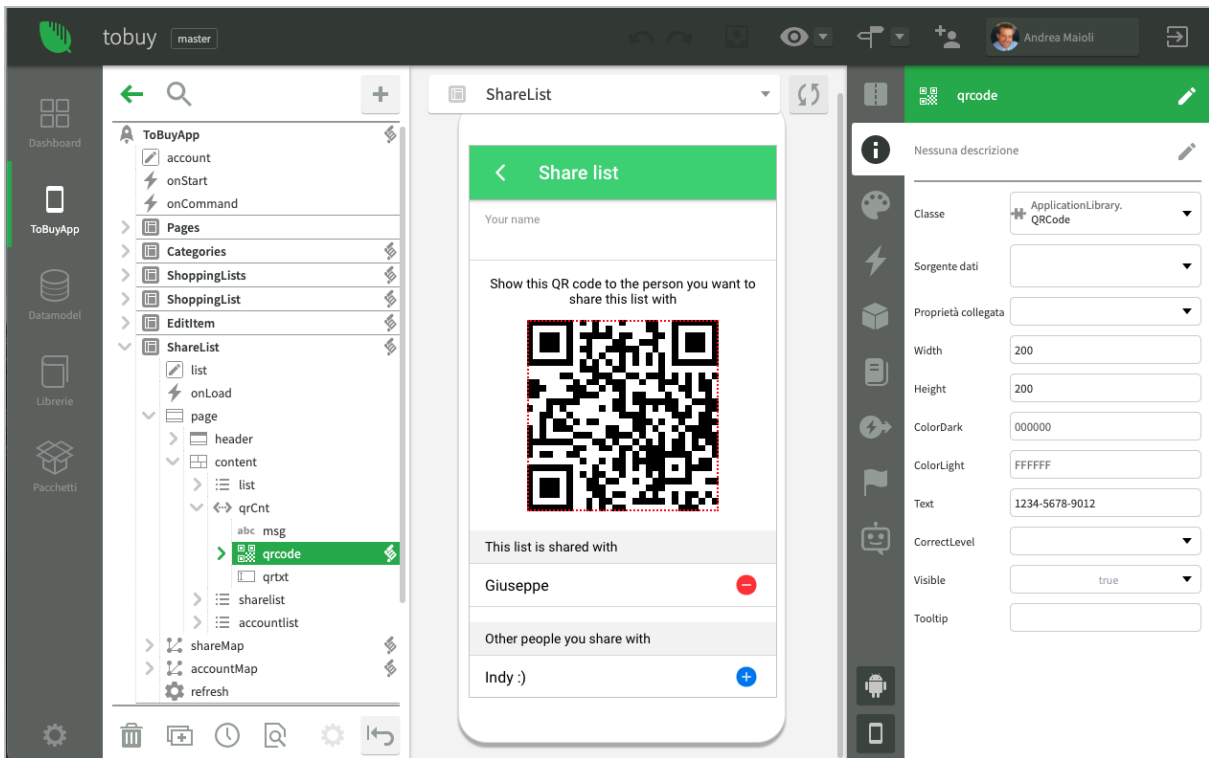 tobuy master
Andrea Maioli
Dashboard
ToBuyApp
Datamodel
Librerie
Pacchetti
ToBuyApp
account
onStart
onCommand
Pages
Categories
ShoppingLists
ShoppingList
EditItem
ShareList
list
onLoad
page
header
content
list
qrCnt
abc msg
qrcode
qrtxt
sharelist
accountlist
shareMap
accountMap
refresh
ShareList
Share list
Your name
Show this QR code to the person you want to
share this list with
This list is shared with
Giuseppe
Other people you share with
Indy :)
qrcode
Nessuna descrizione
Classe ApplicationLibrary.
QRCode
Sorgente dati
Proprietà collegata
Width 200
Height 200
ColorDark 000000
ColorLight FFFFFF
Text 1234-5678-9012
CorrectLevel
Visible true
Tooltip